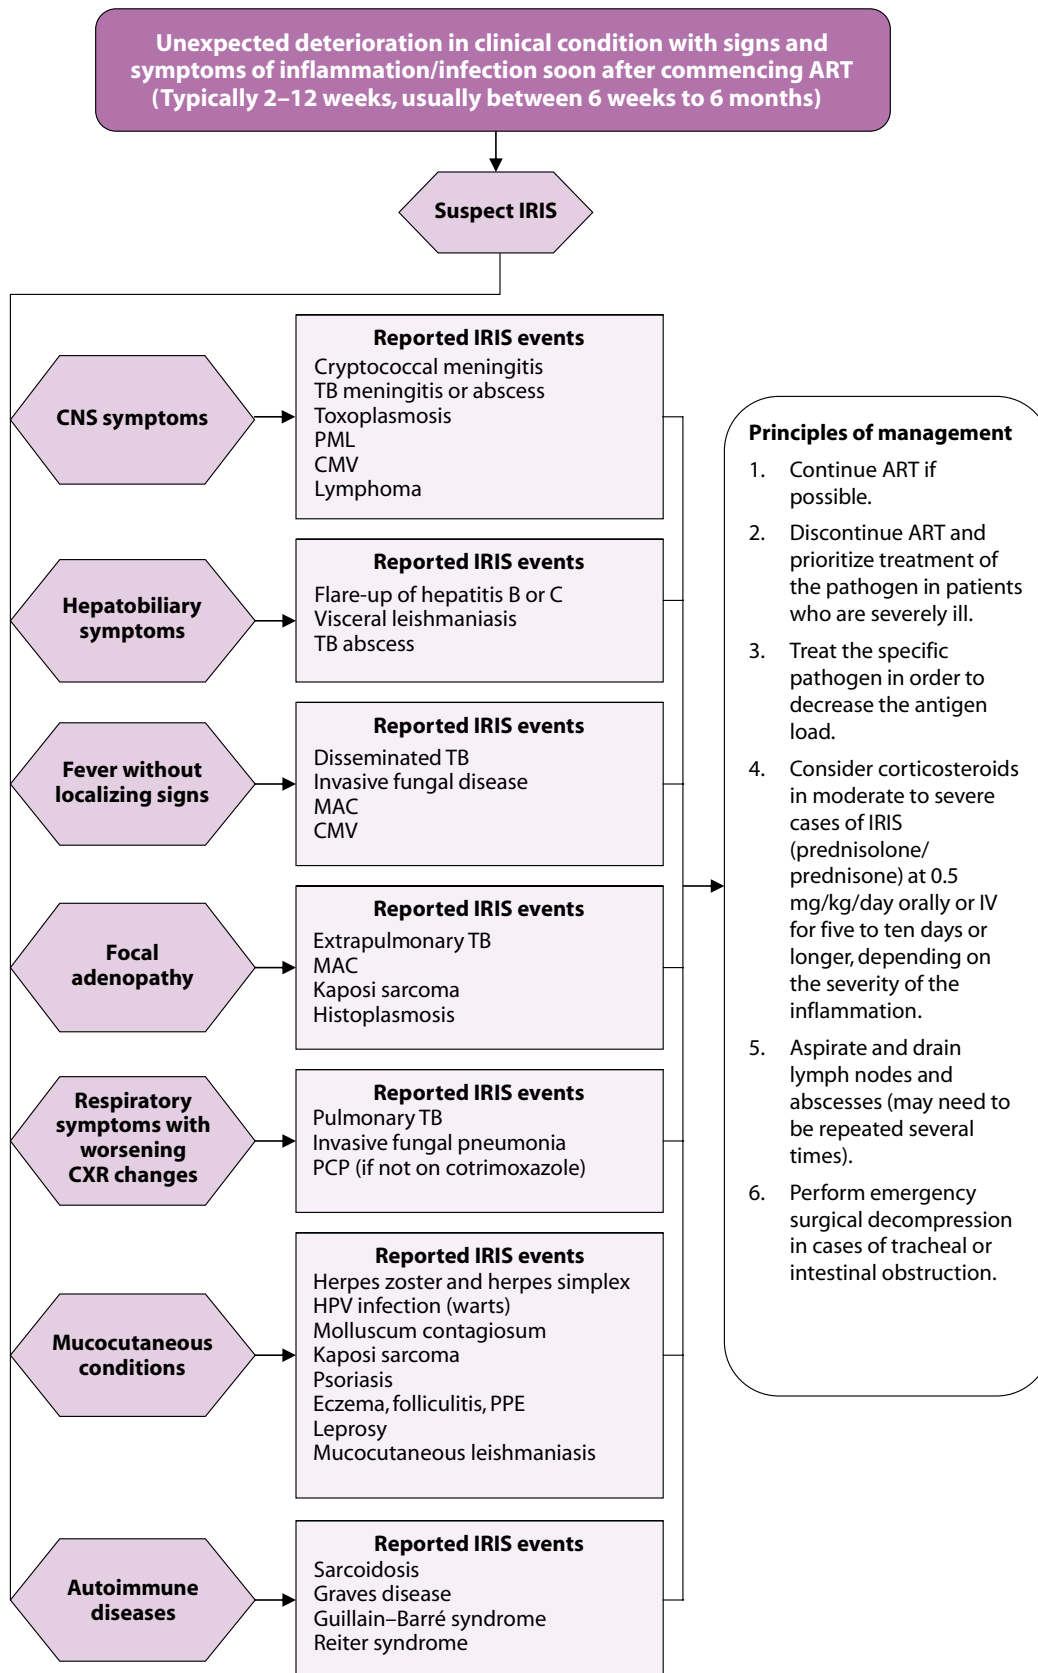 Unexpected deterioration in clinical condition with signs and
symptoms of inflammation/infection soon after commencing ART
(Typically 2–12 weeks, usually between 6 weeks to 6 months)
Suspect IRIS
CNS symptoms
Reported IRIS events
Cryptococcal meningitis
TB meningitis or abscess
Toxoplasmosis
PML
CMV
Lymphoma
Hepatobiliary
symptoms
Reported IRIS events
Flare-up of hepatitis B or C
Visceral leishmaniasis
TB abscess
Fever without
localizing signs
Reported IRIS events
Disseminated TB
Invasive fungal disease
MAC
CMV
Focal
adenopathy
Reported IRIS events
Extrapulmonary TB
MAC
Kaposi sarcoma
Histoplasmosis
Respiratory
symptoms with
worsening
CXR changes
Reported IRIS events
Pulmonary TB
Invasive fungal pneumonia
PCP (if not on cotrimoxazole)
Mucocutaneous
conditions
Reported IRIS events
Herpes zoster and herpes simplex
HPV infection (warts)
Molluscum contagiosum
Kaposi sarcoma
Psoriasis
Eczema, folliculitis, PPE
Leprosy
Mucocutaneous leishmaniasis
Autoimmune
diseases
Reported IRIS events
Sarcoidosis
Graves disease
Guillain–Barré syndrome
Reiter syndrome
Principles of management
1. Continue ART if
possible.
2. Discontinue ART and
prioritize treatment of
the pathogen in patients
who are severely ill.
3. Treat the specific
pathogen in order to
decrease the antigen
load.
4. Consider corticosteroids
in moderate to severe
cases of IRIS
(prednisolone/
prednisone) at 0.5
mg/kg/day orally or IV
for five to ten days or
longer, depending on
the severity of the
inflammation.
5. Aspirate and drain
lymph nodes and
abscesses (may need to
be repeated several
times).
6. Perform emergency
surgical decompression
in cases of tracheal or
intestinal obstruction.